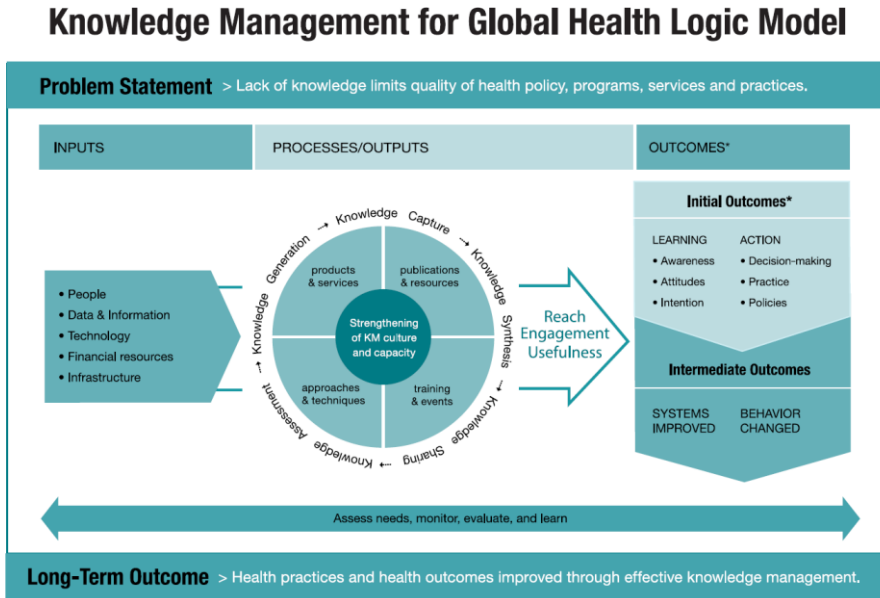 Knowledge Management for Global Health Logic Model
Problem Statement > Lack of knowledge limits quality of health policy, programs, services and practices.
INPUTS
PROCESSES/OUTPUTS
OUTCOMES*
• People
• Data & Information
• Technology
• Financial resources
• Infrastructure
Knowledge Assessment ⇢ Knowledge Generation → Knowledge Capture → Knowledge Synthesis → Knowledge Sharing ⇢
products
& services
publications
& resources
Strengthening
of KM culture
and capacity
approaches
& techniques
training
& events
Reach
Engagement
Usefulness
Initial Outcomes*
LEARNING
• Awareness
• Attitudes
• Intention
ACTION
• Decision-making
• Practice
• Policies
Intermediate Outcomes
SYSTEMS
IMPROVED
BEHAVIOR
CHANGED
Assess needs, monitor, evaluate, and learn
Long-Term Outcome > Health practices and health outcomes improved through effective knowledge management.